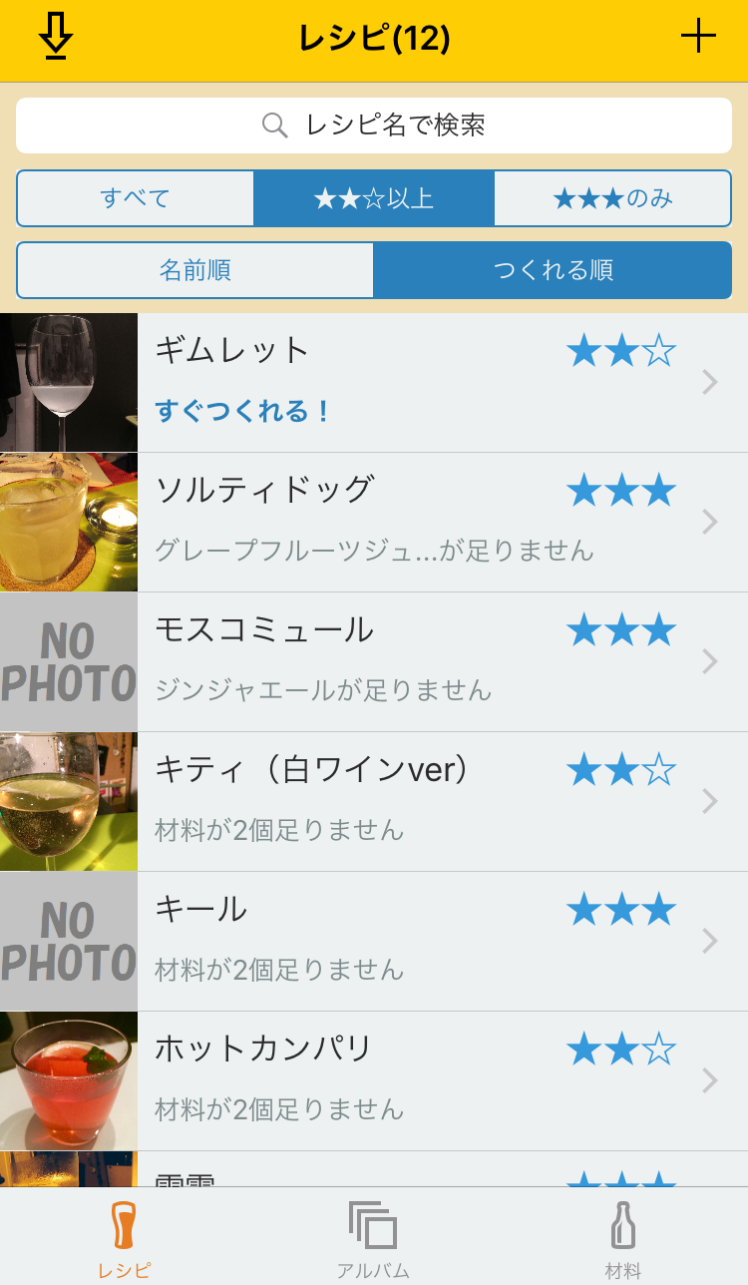 レシピ(12)
レシピ名で検索
すべて ★★☆以上 ★★★のみ
名前順 つくれる順
ギムレット ★★☆
すぐつくれる！
ソルティドッグ ★★★
グレープフルーツジュ...が足りません
NO
PHOTO
モスコミュール ★★★
ジンジャエールが足りません
キティ（白ワインver） ★★☆
材料が2個足りません
NO
PHOTO
キール ★★★
材料が2個足りません
ホットカンパリ ★★☆
材料が2個足りません
レシピ アルバム 材料